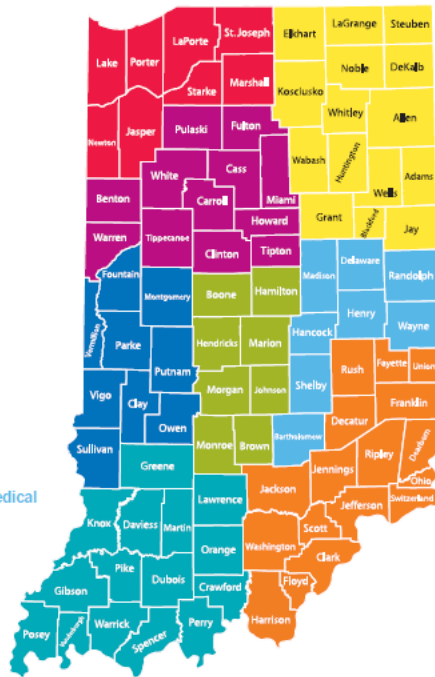 LaGrange
Steuben
St. Joseph
Elkhart
LaPorte
Lake
Porter
Noble
DeKalb
Marshall
Starke
Kosciusko
Whitley
Allen
Newton
Jasper
Pulaski
Fulton
Wabash
Huntington
White
Cass
Wells
Adams
Benton
Carroll
Miami
Grant
Blackford
Jay
Howard
Warren
Tippecanoe
Clinton
Tipton
Fountain
Madison
Delaware
Randolph
Montgomery
Boone
Hamilton
Henry
Vermillion
Hancock
Wayne
Parke
Hendricks
Marion
Putnam
Rush
Fayette
Union
Vigo
Clay
Morgan
Johnson
Shelby
Franklin
Owen
Decatur
Sullivan
Monroe
Brown
Bartholomew
Ripley
Dearborn
Greene
Jennings
edical
Ohio
Lawrence
Jackson
Switzerland
Jefferson
Knox
Daviess
Martin
Scott
Orange
Washington
Clark
Pike
Dubois
Gibson
Crawford
Floyd
Harrison
Posey
Warrick
Spencer
Perry